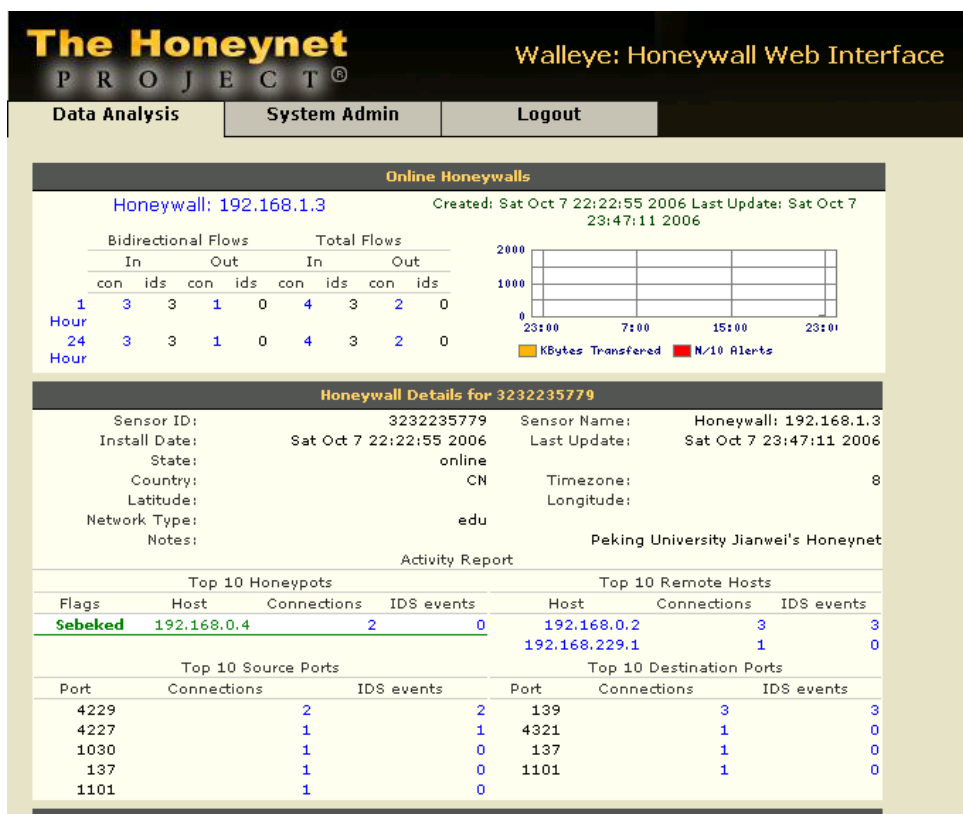 The Honeynet
PROJECT®
Walleye: Honeywall Web Interface
Data Analysis System Admin Logout
Online Honeywalls
Honeywall: 192.168.1.3
Created: Sat Oct 7 22:22:55 2006 Last Update: Sat Oct 7
23:47:11 2006
Bidirectional Flows Total Flows
In Out In Out
con ids con ids con ids con ids
1 3 3 1 0 4 3 2 0
Hour
24 3 3 1 0 4 3 2 0
Hour
2000
1000
0
23:00 7:00 15:00 23:0
KBytes Transfered N/10 Alerts
Honeywall Details for 3232235779
Sensor ID: 3232235779 Sensor Name: Honeywall: 192.168.1.3
Install Date: Sat Oct 7 22:22:55 2006 Last Update: Sat Oct 7 23:47:11 2006
State: online
Country: CN Timezone: 8
Latitude: Longitude:
Network Type: edu
Notes: Peking University Jianwei's Honeynet
Activity Report
Top 10 Honeypots Top 10 Remote Hosts
Flags Host Connections IDS events Host Connections IDS events
Sebeked 192.168.0.4 2 0 192.168.0.2 3 3
192.168.229.1 1 0
Top 10 Source Ports Top 10 Destination Ports
Port Connections IDS events Port Connections IDS events
4229 2 2 139 3 3
4227 1 1 4321 1 0
1030 1 0 137 1 0
137 1 0 1101 1 0
1101 1 0